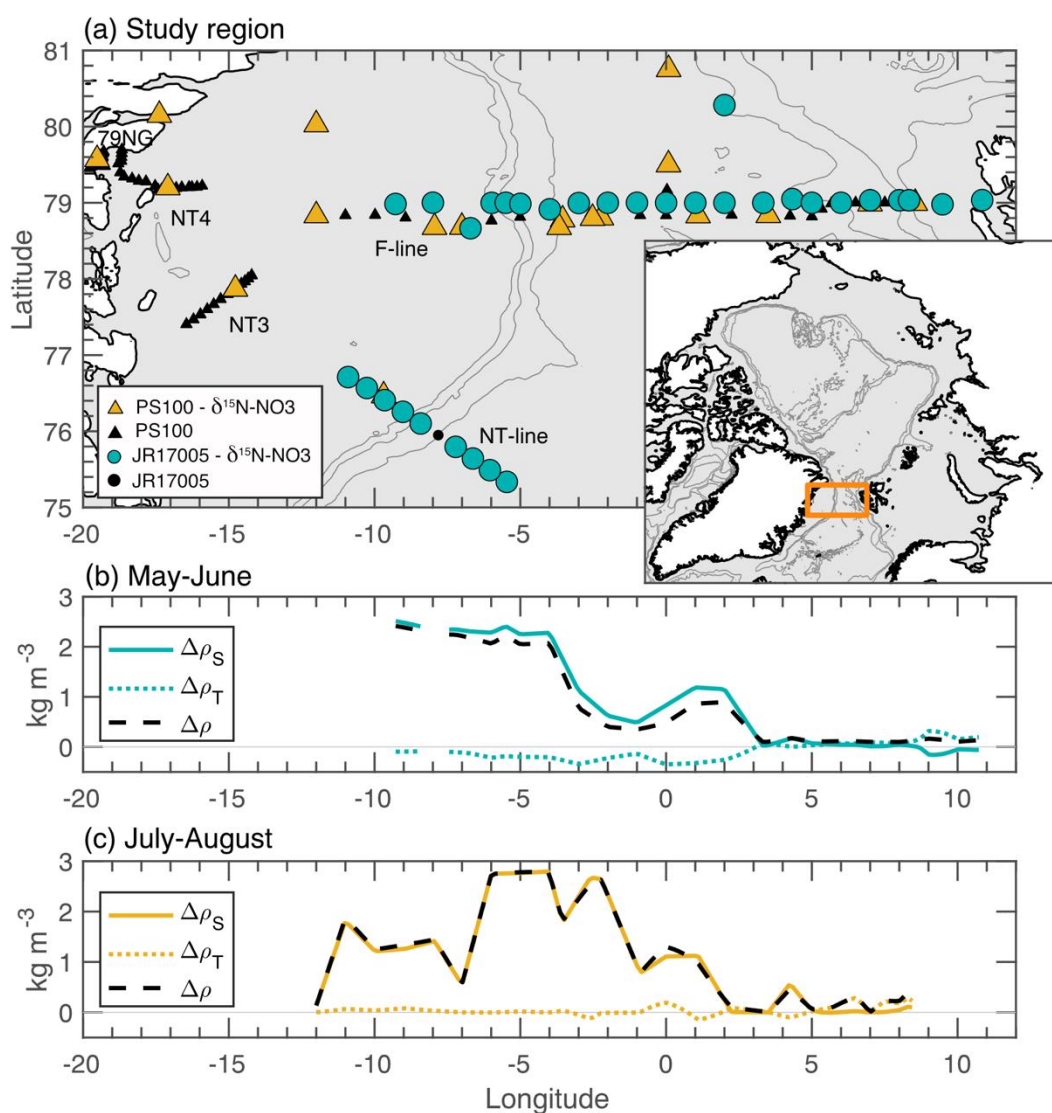 (a) Study region
81
80
79
78
77
76
75
Latitude
79NG
NT4
F-line
NT3
NT-line
PS100 - δ¹⁵N-NO3
PS100
JR17005 - δ¹⁵N-NO3
JR17005
-20 -15 -10 -5
(b) May-June
3
2
1
0
kg m⁻³
Δρ_S
Δρ_T
Δρ
-20 -15 -10 -5 0 5 10
(c) July-August
3
2
1
0
kg m⁻³
Δρ_S
Δρ_T
Δρ
-20 -15 -10 -5 0 5 10
Longitude